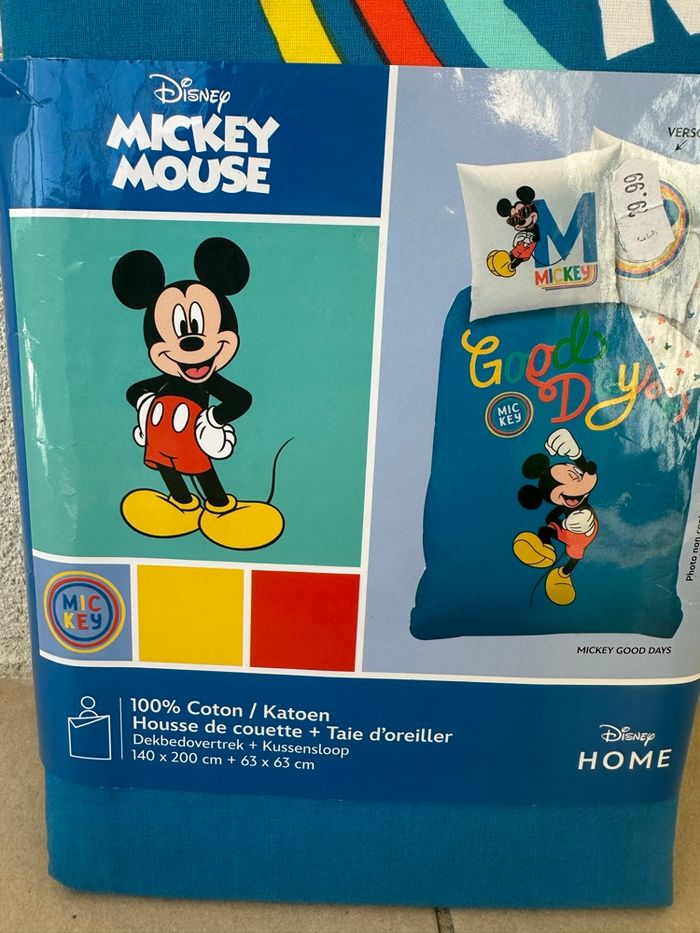 Disney
MICKEY
MOUSE
VERSO
29.99
M
MICKEY
Good
Days
MIC
KEY
MIC
KEY
MICKEY GOOD DAYS
100% Coton / Katoen
Housse de couette + Taie d'oreiller
Dekbedovertrek + Kussensloop
140 x 200 cm + 63 x 63 cm
Disney
HOME
Photo non